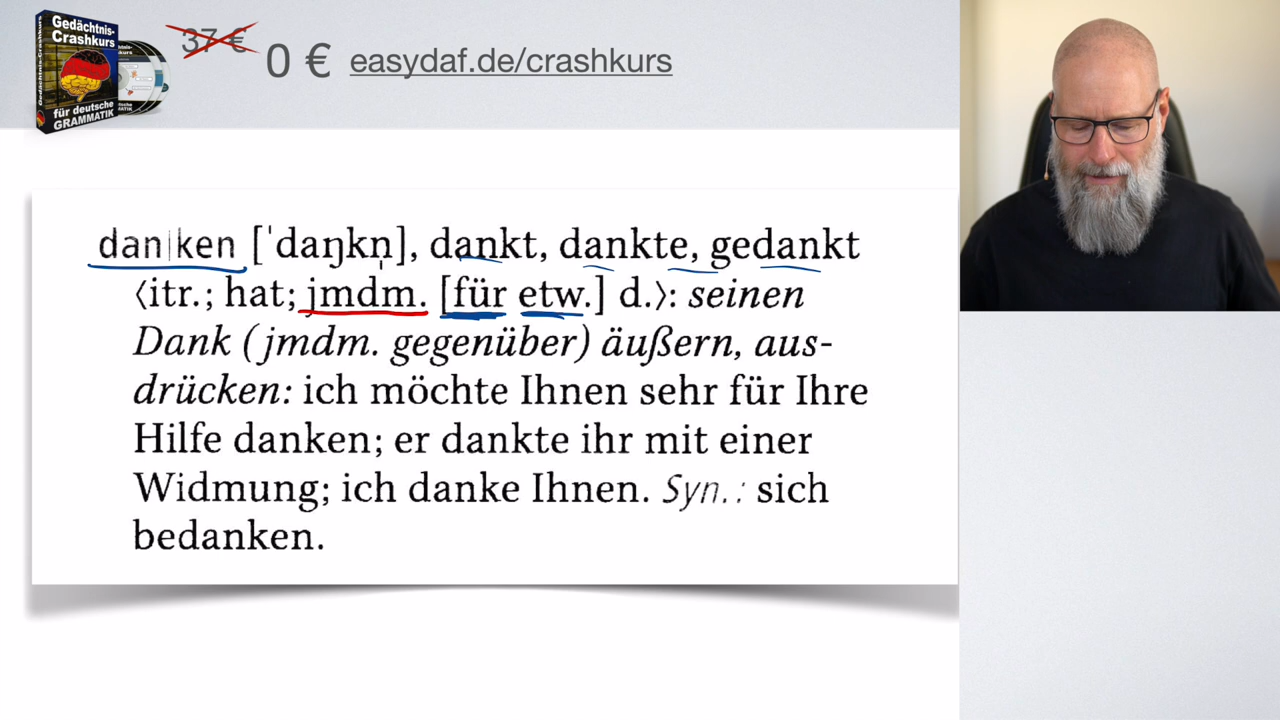 Gedächtnis-
Crashkurs
für deutsche
GRAMMATIK
37 €
0 €
easydaf.de/crashkurs
dan|ken [ˈdaŋkn̩], dankt, dankte, gedankt
⟨itr.; hat; jmdm. [für etw.] d.⟩: seinen
Dank (jmdm. gegenüber) äußern, aus-
drücken: ich möchte Ihnen sehr für Ihre
Hilfe danken; er dankte ihr mit einer
Widmung; ich danke Ihnen. Syn.: sich
bedanken.